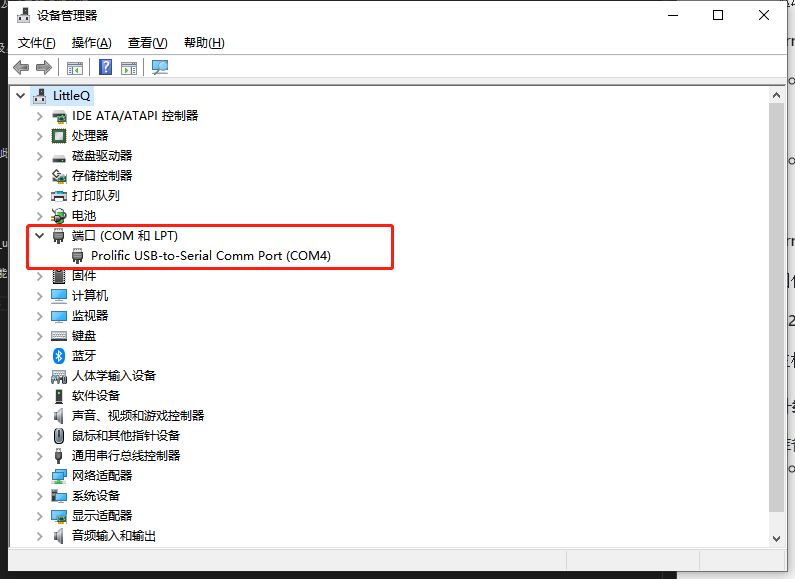 设备管理器
文件(F) 操作(A) 查看(V) 帮助(H)
LittleQ
IDE ATA/ATAPI 控制器
处理器
磁盘驱动器
存储控制器
打印队列
电池
端口 (COM 和 LPT)
Prolific USB-to-Serial Comm Port (COM4)
固件
计算机
监视器
键盘
蓝牙
人体学输入设备
软件设备
声音、视频和游戏控制器
鼠标和其他指针设备
通用串行总线控制器
网络适配器
系统设备
显示适配器
音频输入和输出